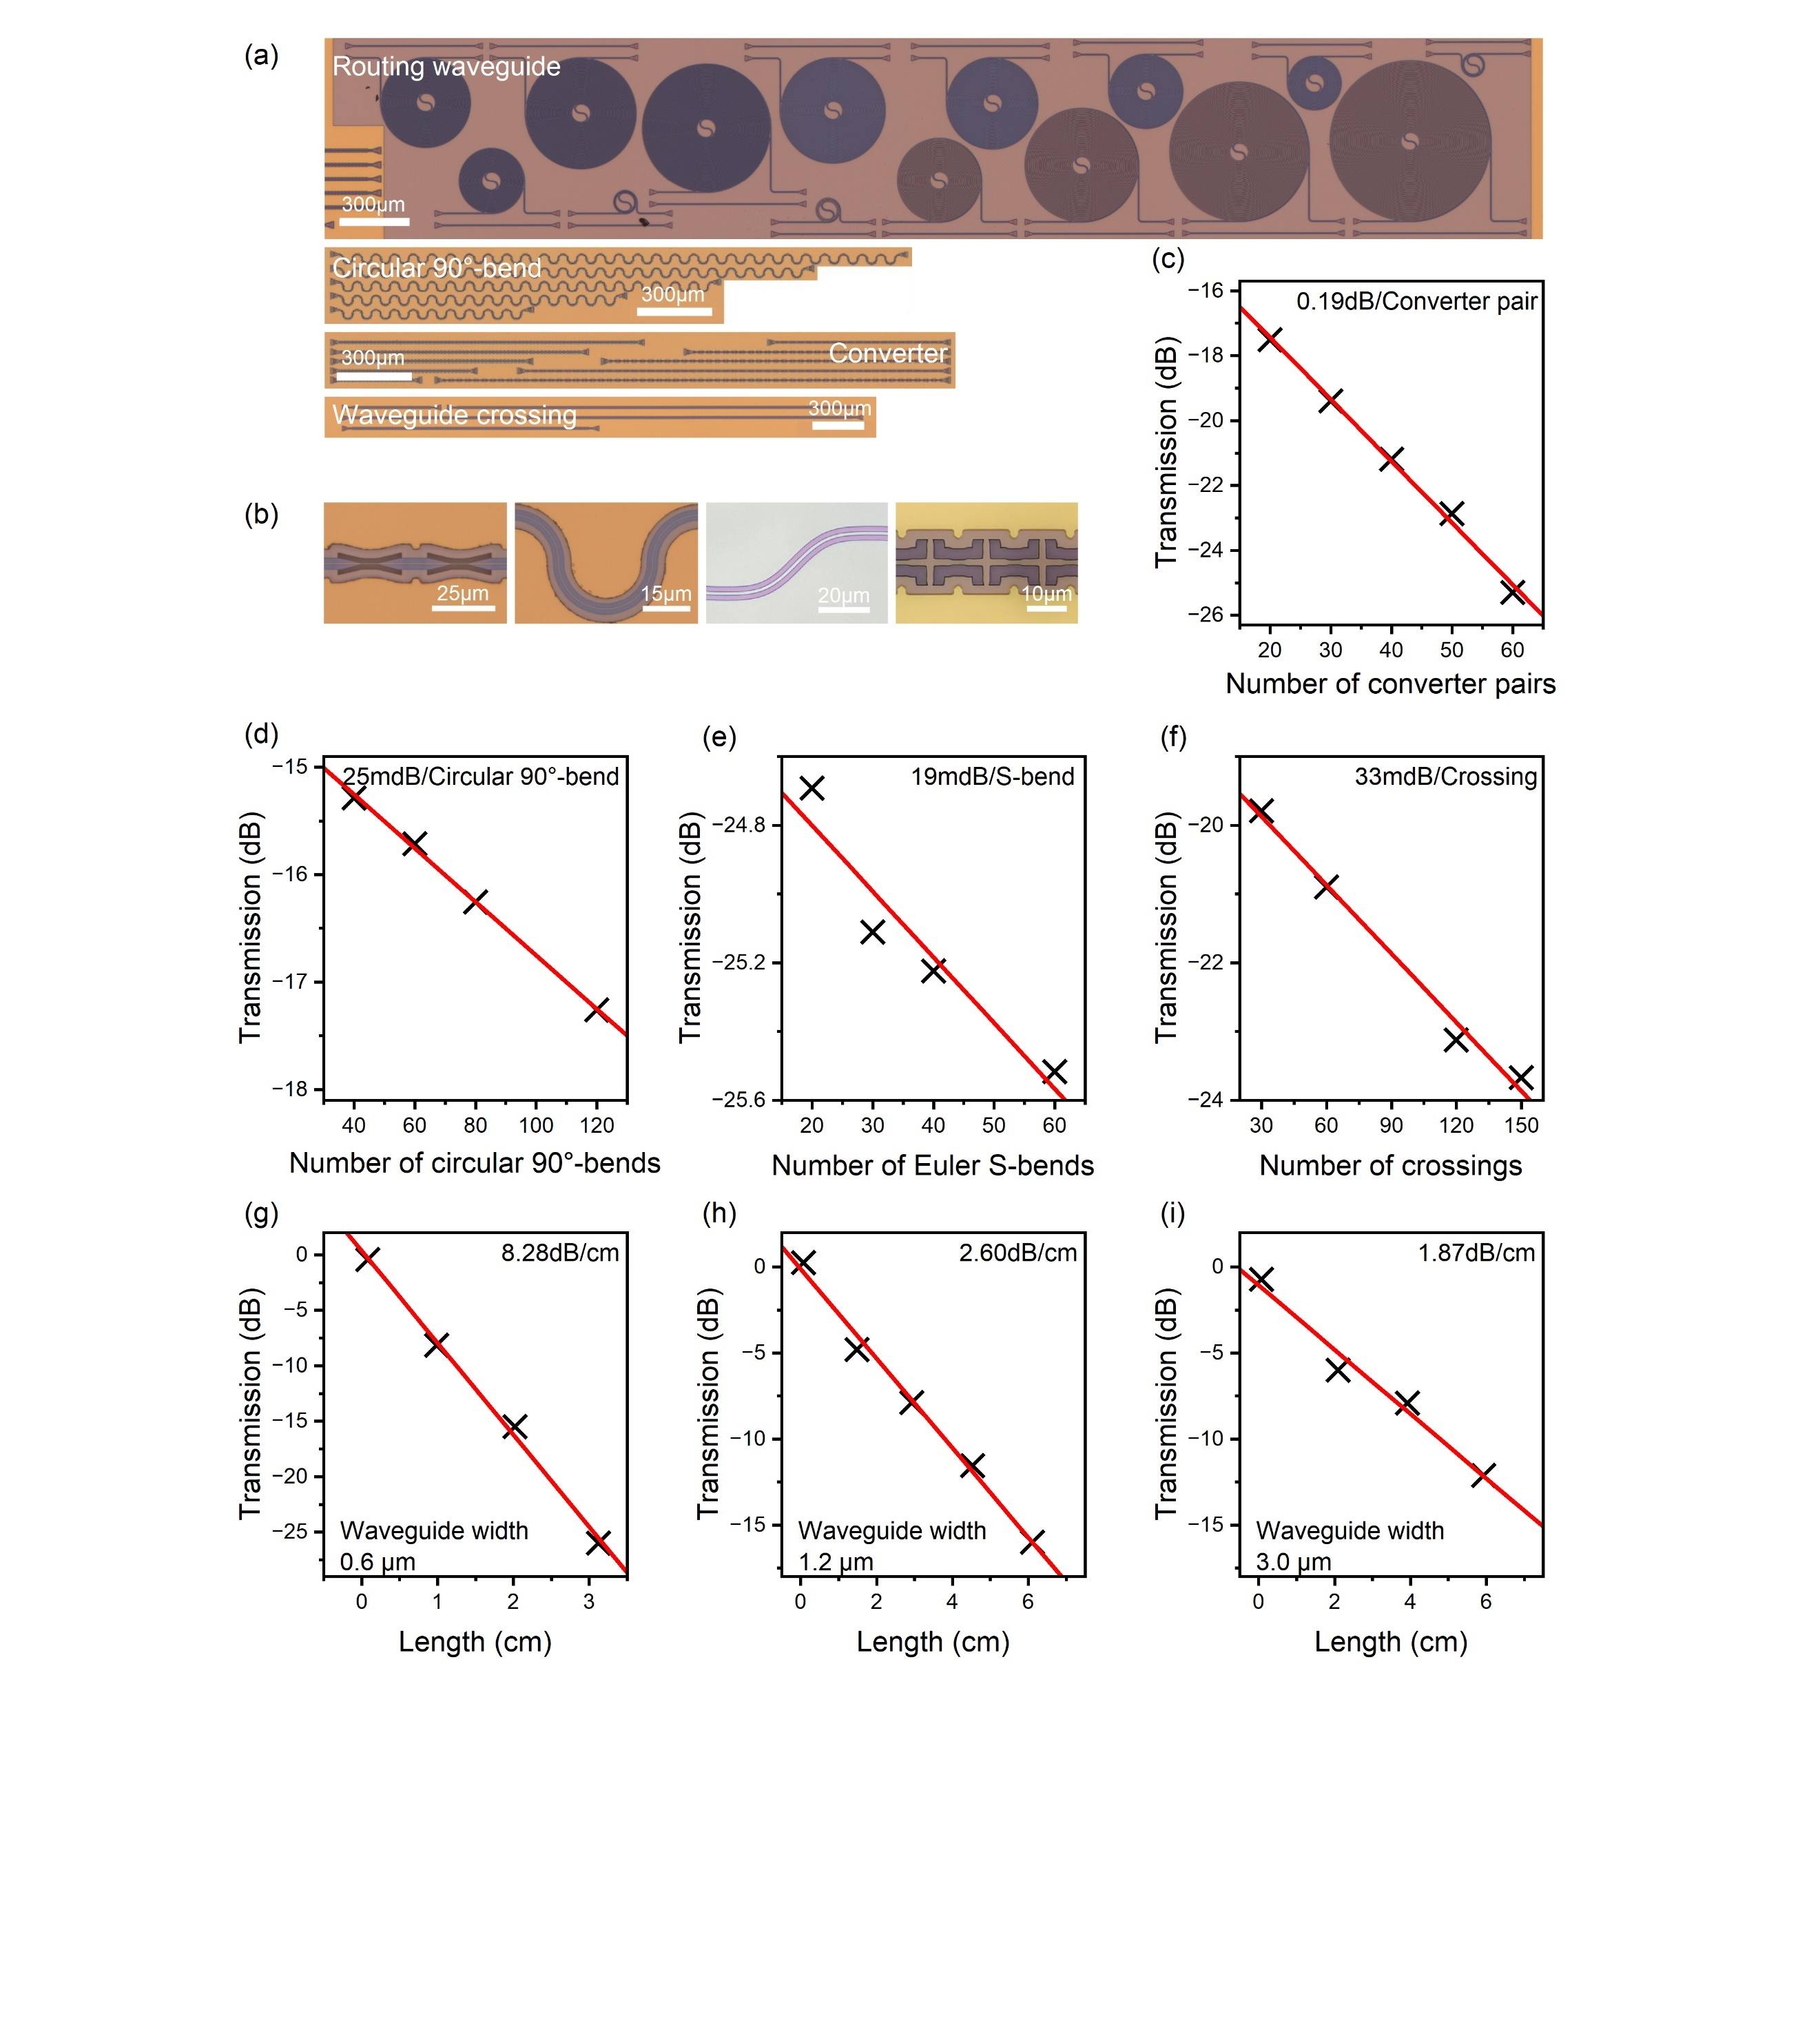 (a)
Routing waveguide
300μm
Circular 90°-bend
300μm
300μm
Converter
Waveguide crossing
300μm
(b)
25μm
15μm
20μm
10μm
(c)
0.19dB/Converter pair
Transmission (dB)
−16
−18
−20
−22
−24
−26
20 30 40 50 60
Number of converter pairs
(d)
25mdB/Circular 90°-bend
Transmission (dB)
−15
−16
−17
−18
40 60 80 100 120
Number of circular 90°-bends
(e)
19mdB/S-bend
Transmission (dB)
−24.8
−25.2
−25.6
20 30 40 50 60
Number of Euler S-bends
(f)
33mdB/Crossing
Transmission (dB)
−20
−22
−24
30 60 90 120 150
Number of crossings
(g)
8.28dB/cm
Transmission (dB)
0
−5
−10
−15
−20
−25
Waveguide width
0.6 μm
0 1 2 3
Length (cm)
(h)
2.60dB/cm
Transmission (dB)
0
−5
−10
−15
Waveguide width
1.2 μm
0 2 4 6
Length (cm)
(i)
1.87dB/cm
Transmission (dB)
0
−5
−10
−15
Waveguide width
3.0 μm
0 2 4 6
Length (cm)